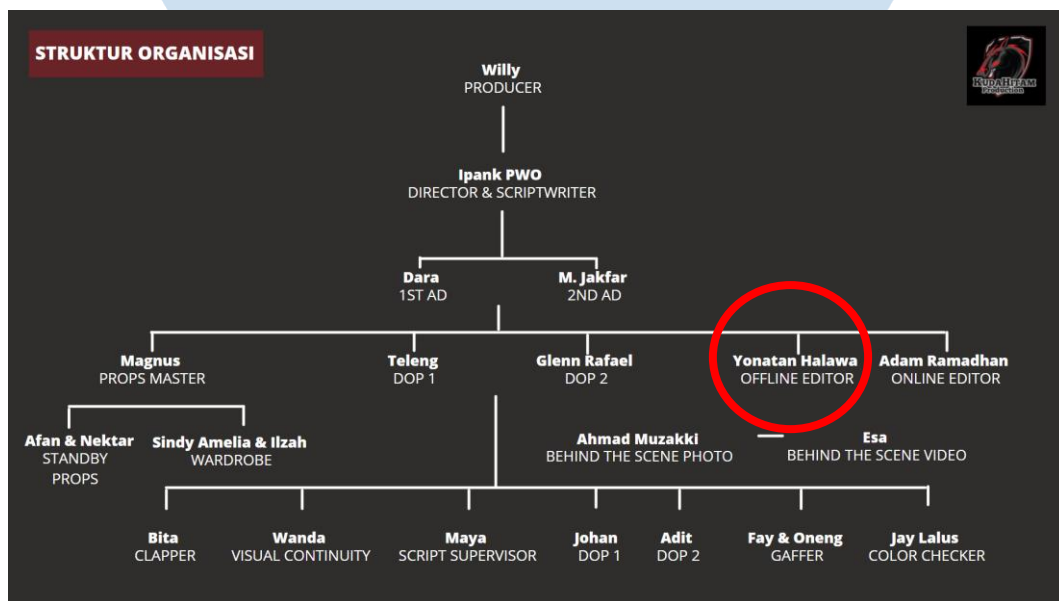 STRUKTUR ORGANISASI
KUDAHITAM
Production
Willy
PRODUCER
Ipank PWO
DIRECTOR & SCRIPTWRITER
Dara
1ST AD
M. Jakfar
2ND AD
Magnus
PROPS MASTER
Teleng
DOP 1
Glenn Rafael
DOP 2
Yonatan Halawa
OFFLINE EDITOR
Adam Ramadhan
ONLINE EDITOR
Afan & Nektar
STANDBY
PROPS
Sindy Amelia & Ilzah
WARDROBE
Ahmad Muzakki
BEHIND THE SCENE PHOTO
Esa
BEHIND THE SCENE VIDEO
Bita
CLAPPER
Wanda
VISUAL CONTINUITY
Maya
SCRIPT SUPERVISOR
Johan
DOP 1
Adit
DOP 2
Fay & Oneng
GAFFER
Jay Lalus
COLOR CHECKER